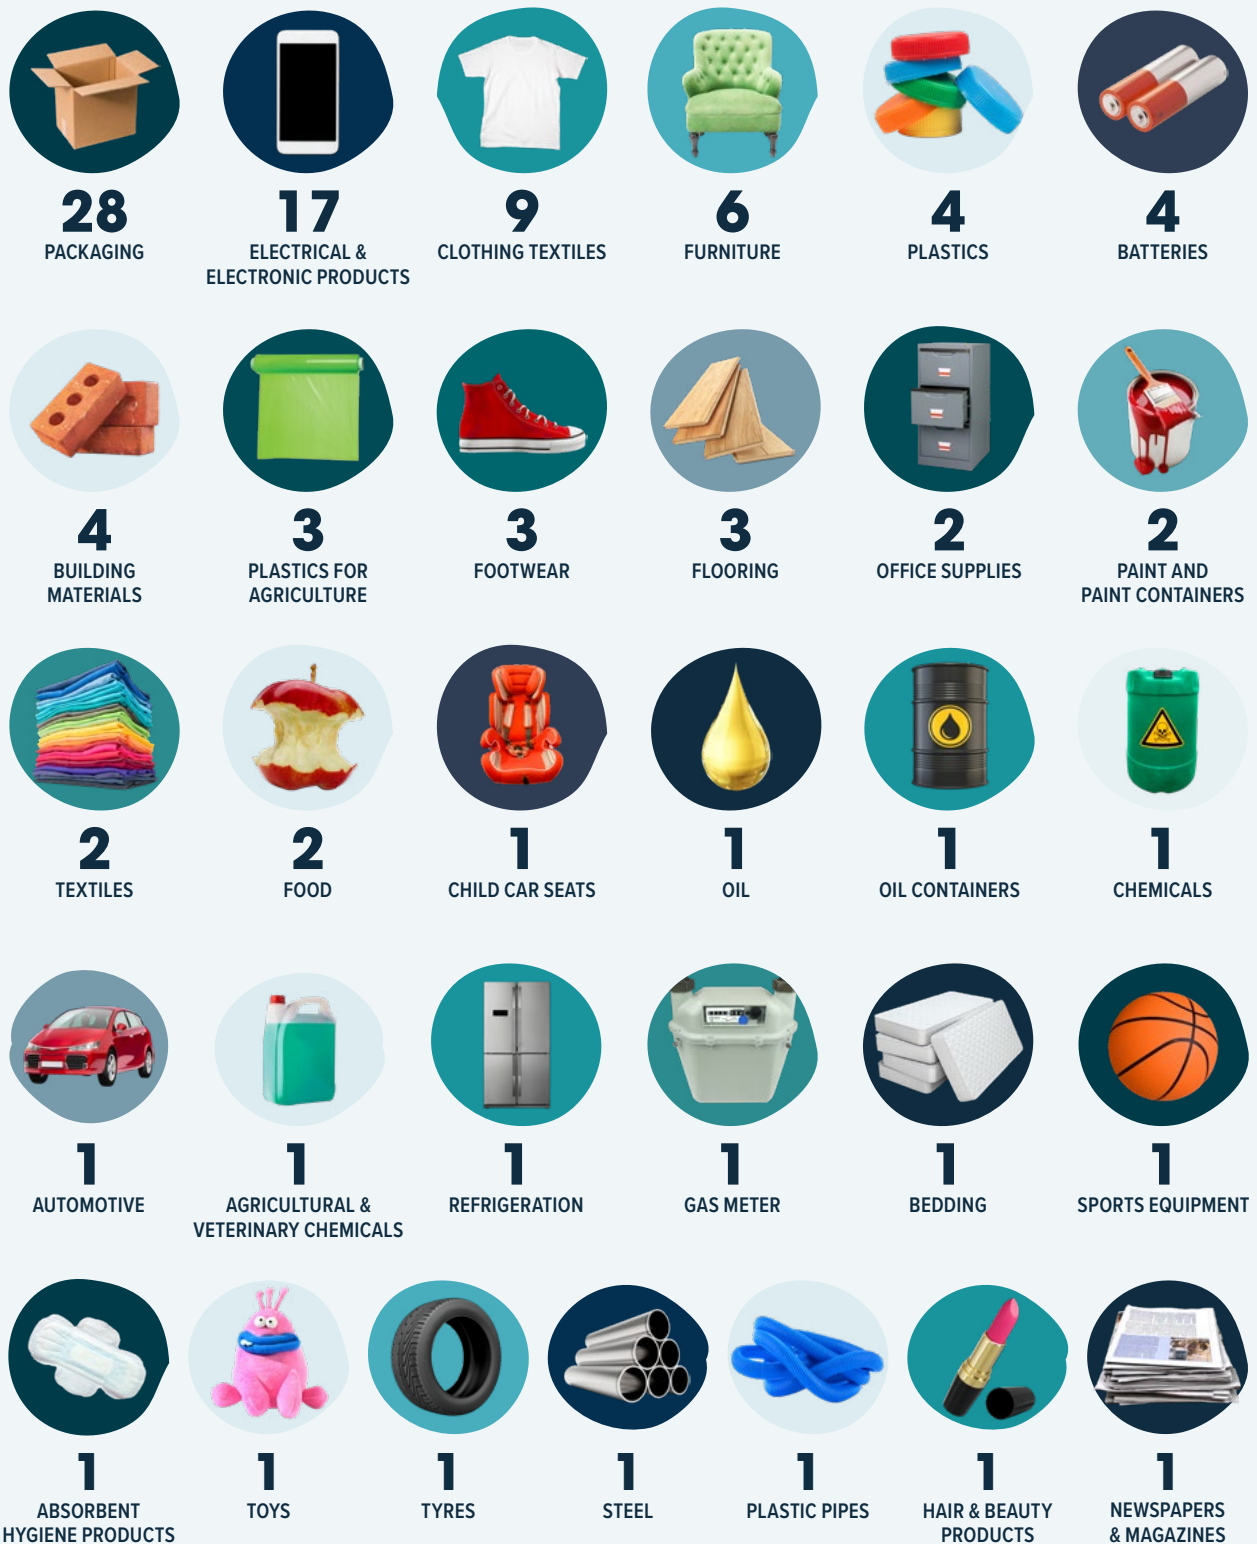 28
PACKAGING
17
ELECTRICAL &
ELECTRONIC PRODUCTS
9
CLOTHING TEXTILES
6
FURNITURE
4
PLASTICS
4
BATTERIES
4
BUILDING
MATERIALS
3
PLASTICS FOR
AGRICULTURE
3
FOOTWEAR
3
FLOORING
2
OFFICE SUPPLIES
2
PAINT AND
PAINT CONTAINERS
2
TEXTILES
2
FOOD
1
CHILD CAR SEATS
1
OIL
1
OIL CONTAINERS
1
CHEMICALS
1
AUTOMOTIVE
1
AGRICULTURAL &
VETERINARY CHEMICALS
1
REFRIGERATION
1
GAS METER
1
BEDDING
1
SPORTS EQUIPMENT
1
ABSORBENT
HYGIENE PRODUCTS
1
TOYS
1
TYRES
1
STEEL
1
PLASTIC PIPES
1
HAIR & BEAUTY
PRODUCTS
1
NEWSPAPERS
& MAGAZINES